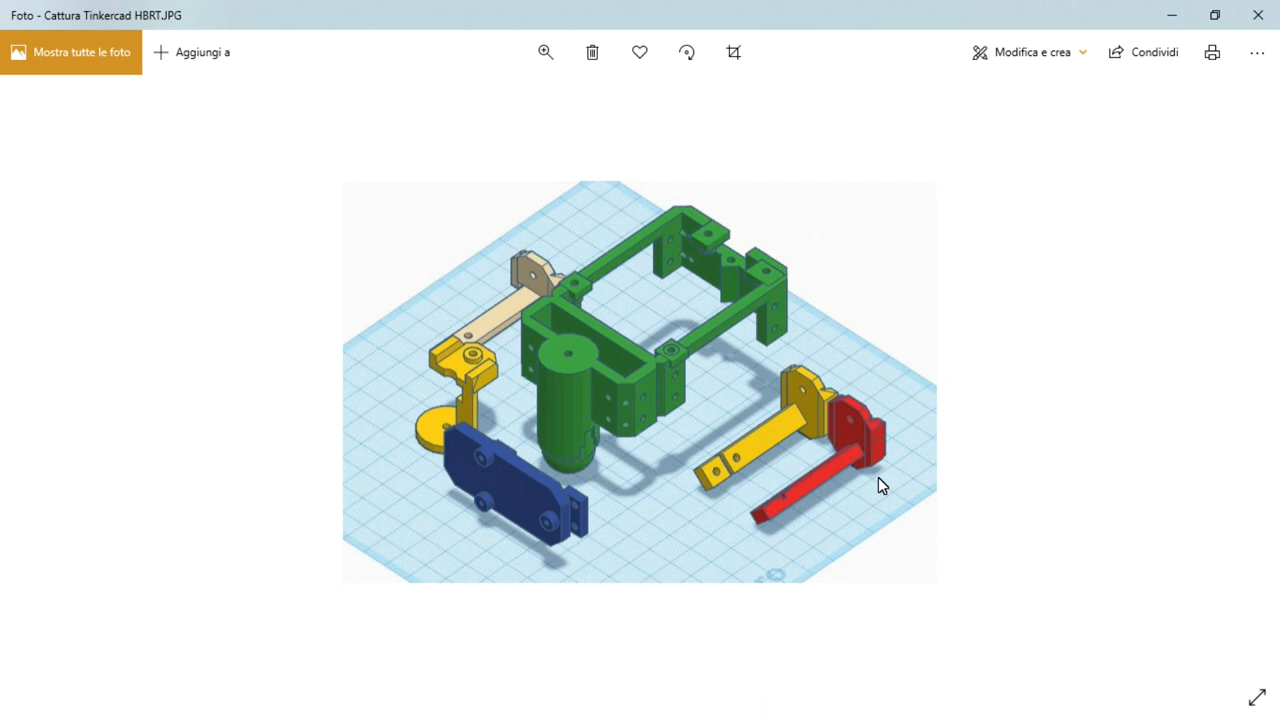 Foto - Cattura Tinkercad HBRT.JPG
Mostra tutte le foto
Aggiungi a
Modifica e crea
Condividi